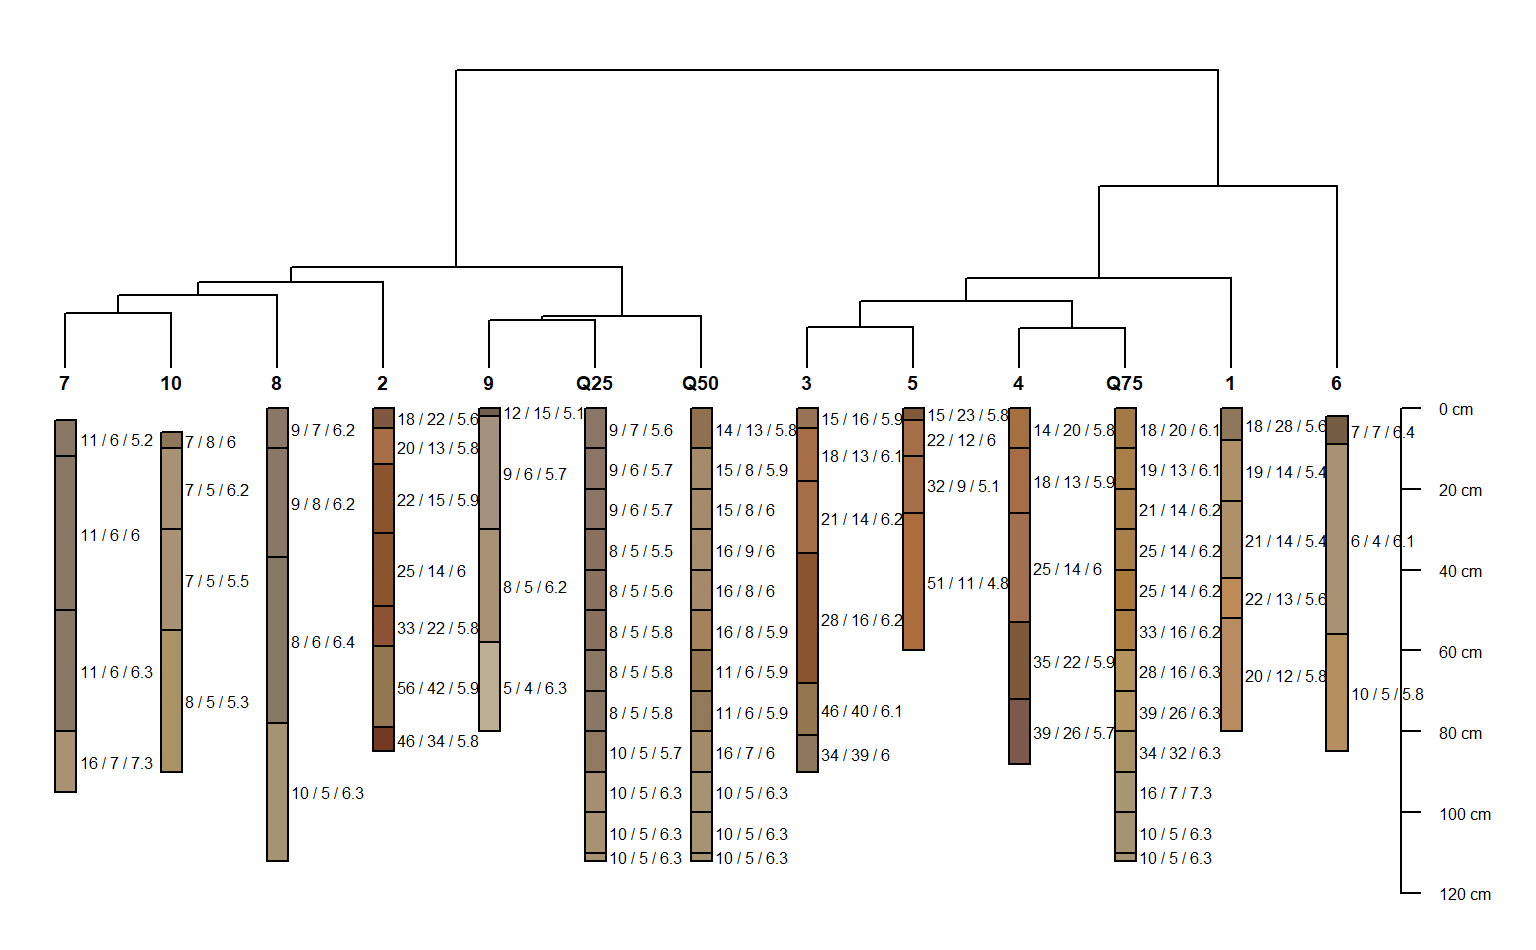 7 10 8 2 9 Q25 Q50 3 5 4 Q75 1 6
11 / 6 / 5.2
11 / 6 / 6
11 / 6 / 6.3
16 / 7 / 7.3
7 / 8 / 6
7 / 5 / 6.2
7 / 5 / 5.5
8 / 5 / 5.3
9 / 7 / 6.2
9 / 8 / 6.2
8 / 6 / 6.4
10 / 5 / 6.3
18 / 22 / 5.6
20 / 13 / 5.8
22 / 15 / 5.9
25 / 14 / 6
33 / 22 / 5.8
56 / 42 / 5.9
46 / 34 / 5.8
12 / 15 / 5.1
9 / 6 / 5.7
8 / 5 / 6.2
5 / 4 / 6.3
9 / 7 / 5.6
9 / 6 / 5.7
9 / 6 / 5.7
8 / 5 / 5.5
8 / 5 / 5.6
8 / 5 / 5.8
8 / 5 / 5.8
8 / 5 / 5.8
10 / 5 / 5.7
10 / 5 / 6.3
10 / 5 / 6.3
10 / 5 / 6.3
14 / 13 / 5.8
15 / 8 / 5.9
15 / 8 / 6
16 / 9 / 6
16 / 8 / 6
16 / 8 / 5.9
11 / 6 / 5.9
11 / 6 / 5.9
16 / 7 / 6
10 / 5 / 6.3
10 / 5 / 6.3
10 / 5 / 6.3
15 / 16 / 5.9
18 / 13 / 6.1
21 / 14 / 6.2
28 / 16 / 6.2
46 / 40 / 6.1
34 / 39 / 6
15 / 23 / 5.8
22 / 12 / 6
32 / 9 / 5.1
51 / 11 / 4.8
14 / 20 / 5.8
18 / 13 / 5.9
25 / 14 / 6
35 / 22 / 5.9
39 / 26 / 5.7
18 / 20 / 6.1
19 / 13 / 6.1
21 / 14 / 6.2
25 / 14 / 6.2
25 / 14 / 6.2
33 / 16 / 6.2
28 / 16 / 6.3
39 / 26 / 6.3
34 / 32 / 6.3
16 / 7 / 7.3
10 / 5 / 6.3
10 / 5 / 6.3
18 / 28 / 5.6
19 / 14 / 5.4
21 / 14 / 5.4
22 / 13 / 5.6
20 / 12 / 5.8
7 / 7 / 6.4
6 / 4 / 6.1
10 / 5 / 5.8
0 cm
20 cm
40 cm
60 cm
80 cm
100 cm
120 cm